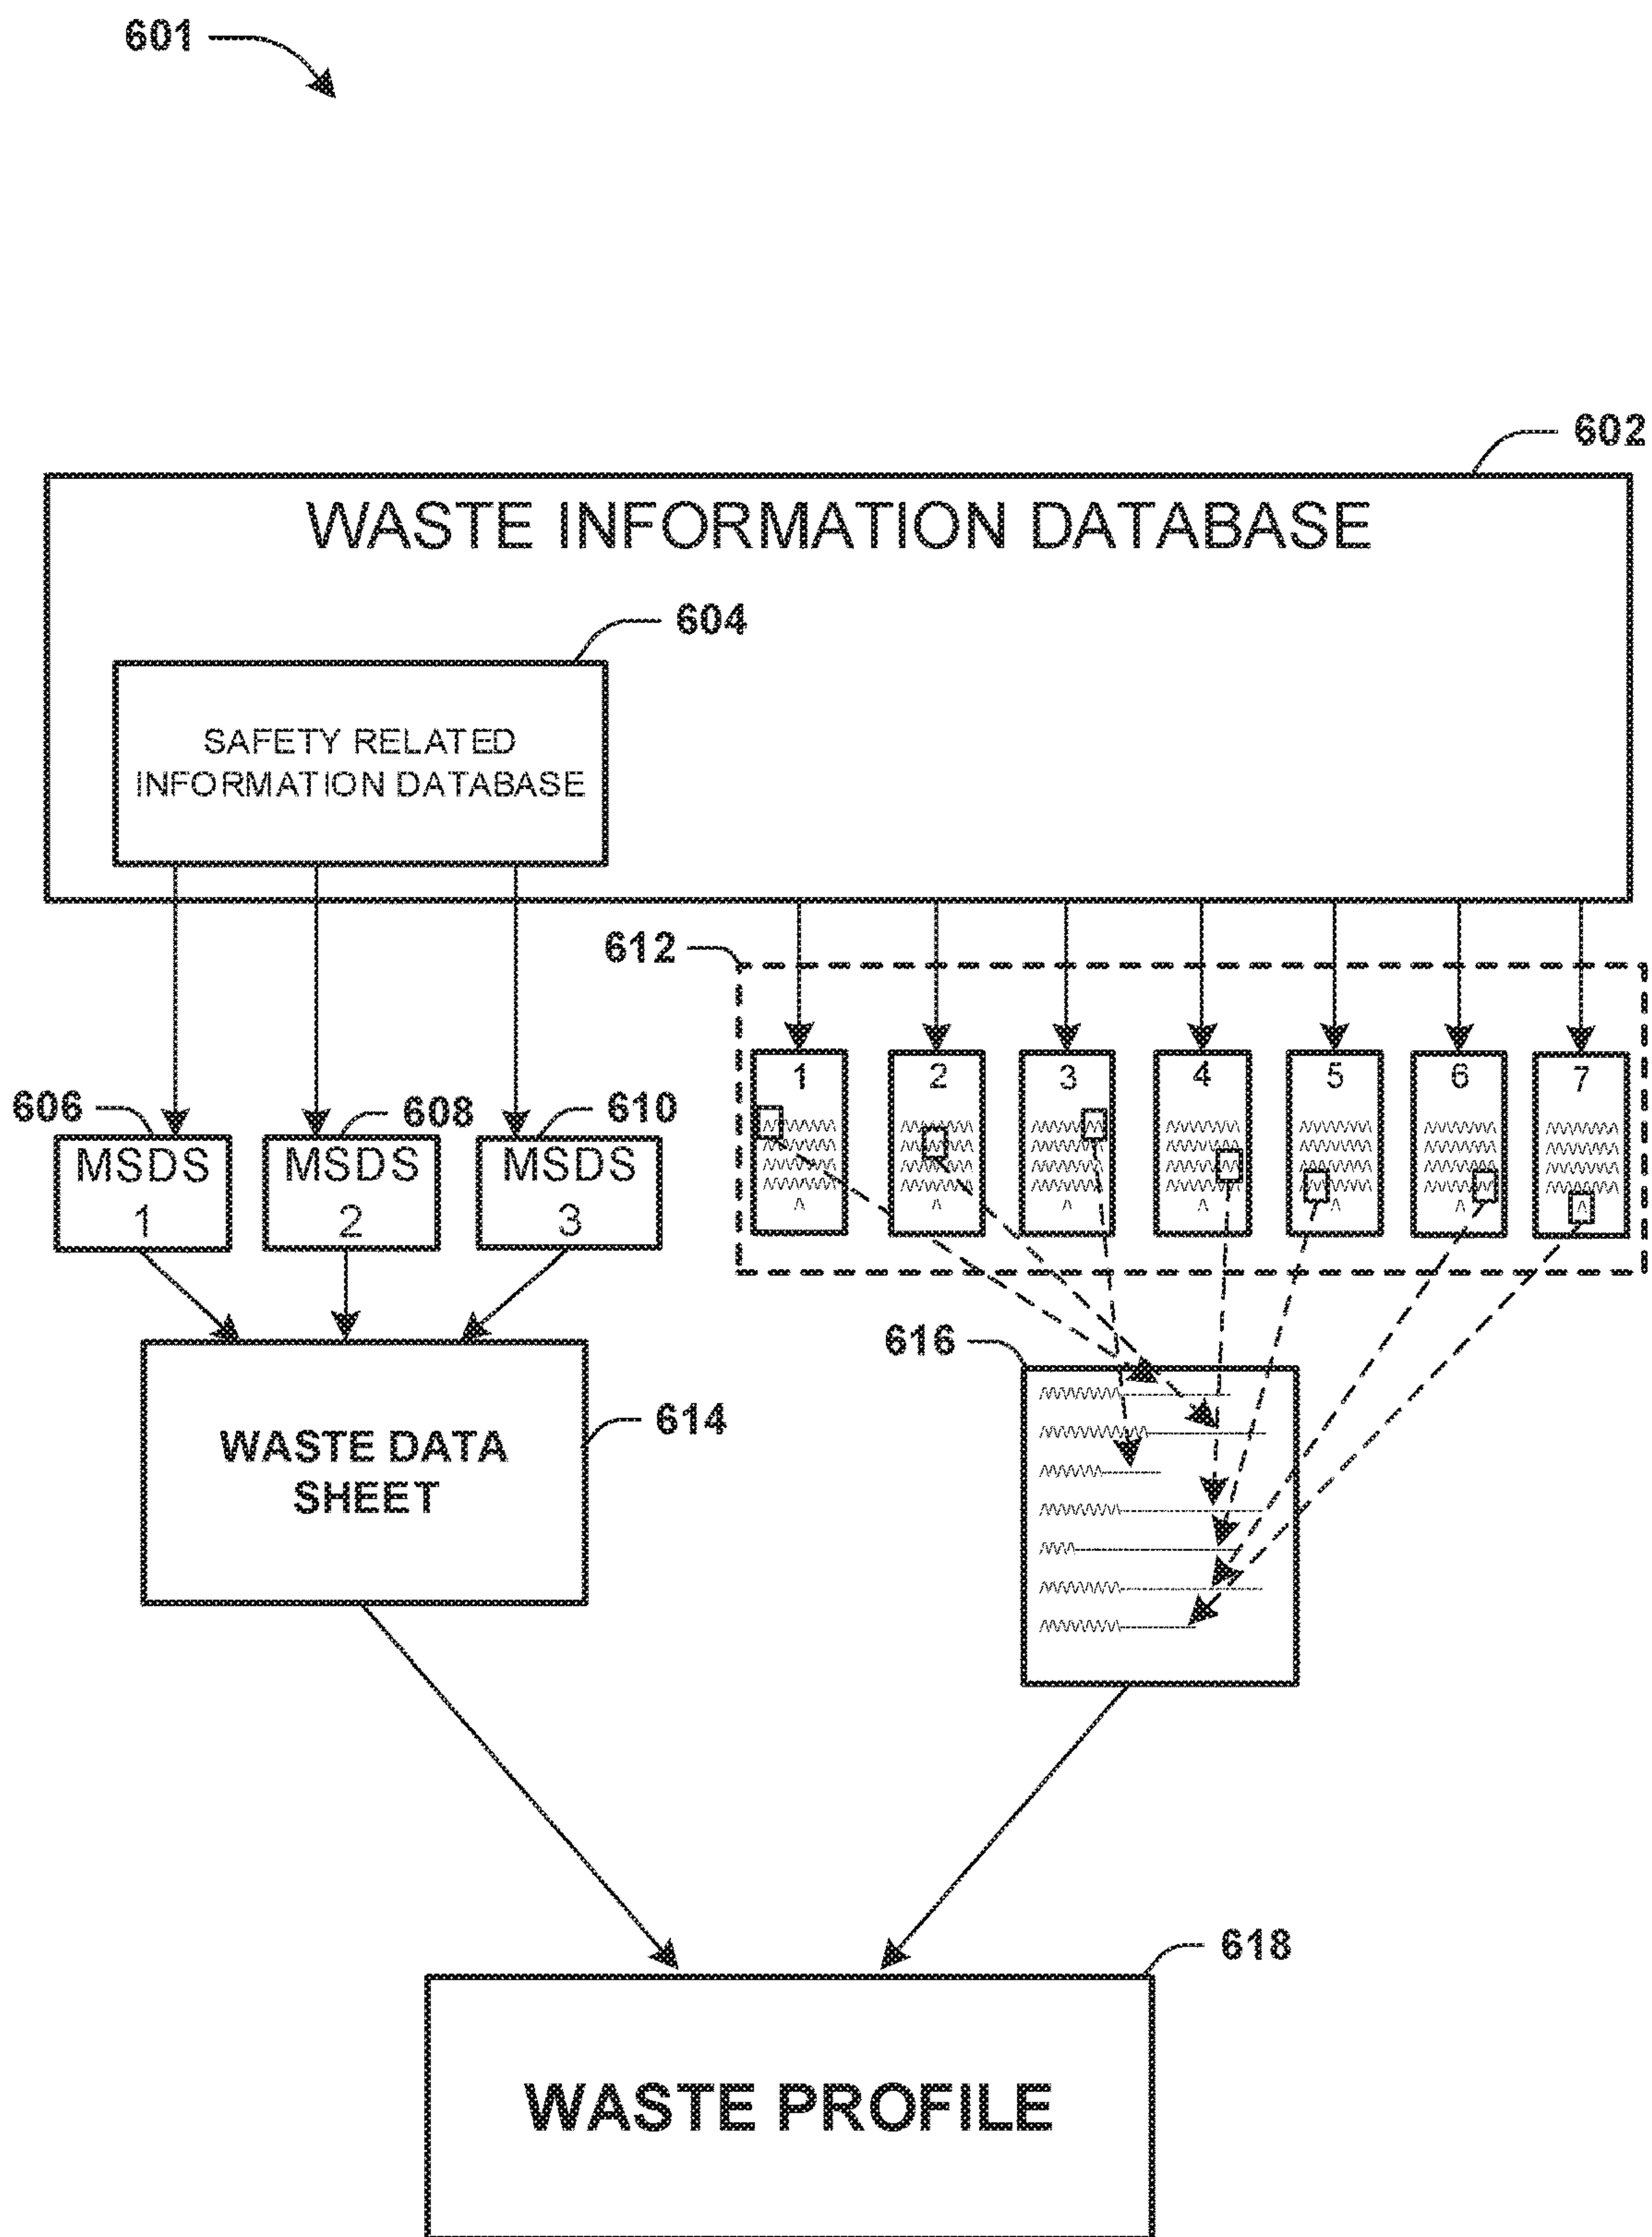 601
602
WASTE INFORMATION DATABASE
604
SAFETY RELATED
INFORMATION DATABASE
612
1 2 3 4 5 6 7
606 608 610
MSDS
1
MSDS
2
MSDS
3
616
614
WASTE DATA
SHEET
618
WASTE PROFILE